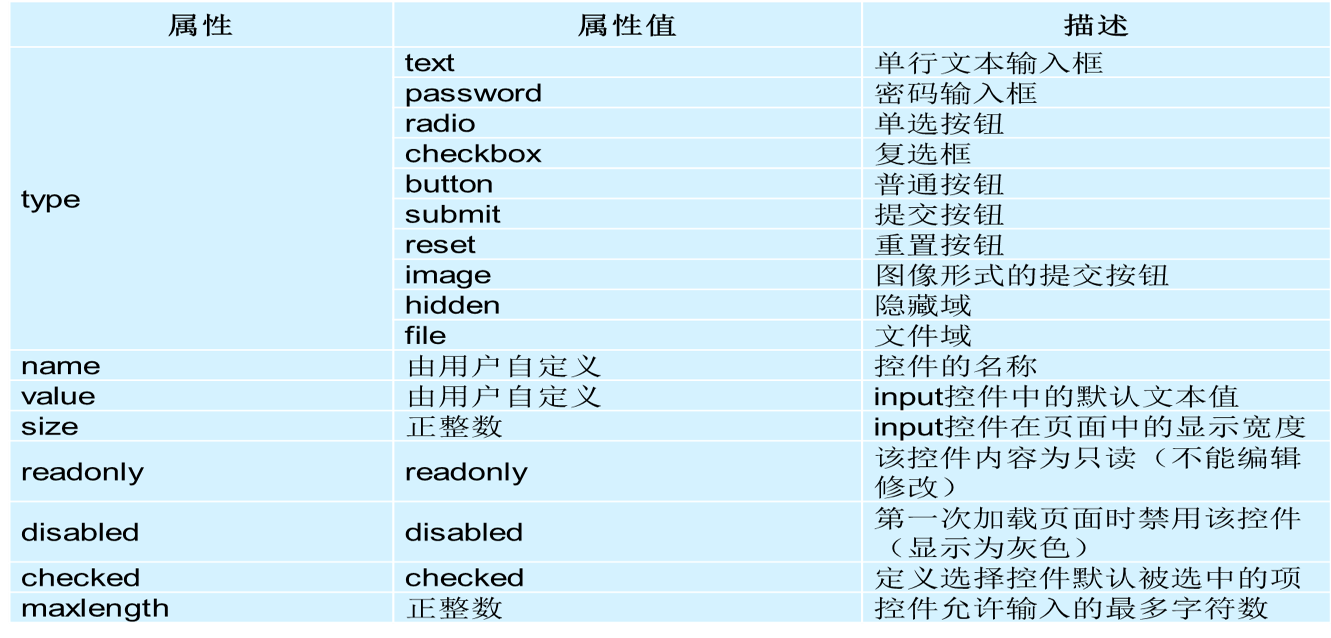 属性 属性值 描述
text 单行文本输入框
password 密码输入框
radio 单选按钮
checkbox 复选框
button 普通按钮
type
submit 提交按钮
reset 重置按钮
image 图像形式的提交按钮
hidden 隐藏域
file 文件域
name 由用户自定义 控件的名称
value 由用户自定义 input控件中的默认文本值
size 正整数 input控件在页面中的显示宽度
readonly readonly 该控件内容为只读（不能编辑
修改）
disabled disabled 第一次加载页面时禁用该控件
（显示为灰色）
checked checked 定义选择控件默认被选中的项
maxlength 正整数 控件允许输入的最多字符数